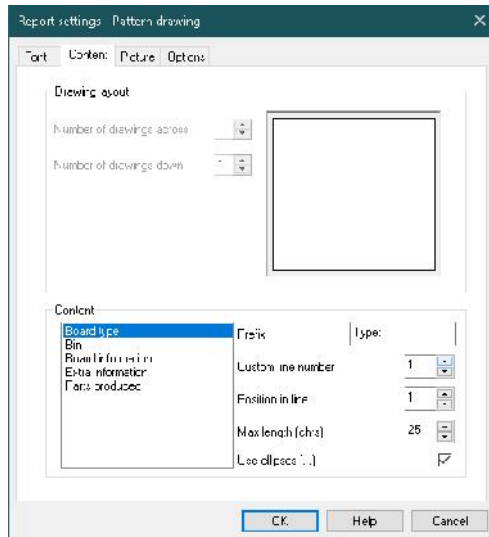 Report settings - Pattern drawing
Font Content Picture Options
Drawing layout
Number of drawings across
Number of drawings down 1
Content
Board type
Bin
Board information
Extra information
Parts produced
Prefix Type:
Custom line number 1
Position in line 1
Max length (chrs) 25
Use ellipses (...)
OK Help Cancel